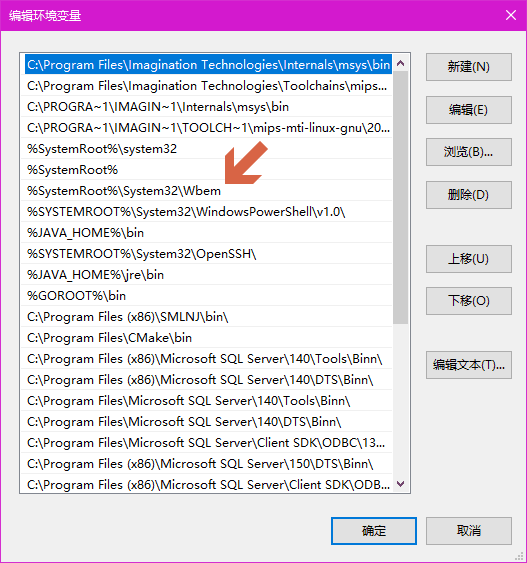 编辑环境变量
C:\Program Files\Imagination Technologies\Internals\msys\bin
C:\Program Files\Imagination Technologies\Toolchains\mips...
C:\PROGRA~1\IMAGIN~1\Internals\msys\bin
C:\PROGRA~1\IMAGIN~1\TOOLCH~1\mips-mti-linux-gnu\20...
%SystemRoot%\system32
%SystemRoot%
%SystemRoot%\System32\Wbem
%SYSTEMROOT%\System32\WindowsPowerShell\v1.0\
%JAVA_HOME%\bin
%SYSTEMROOT%\System32\OpenSSH\
%JAVA_HOME%\jre\bin
%GOROOT%\bin
C:\Program Files (x86)\SMLNJ\bin\
C:\Program Files\CMake\bin
C:\Program Files (x86)\Microsoft SQL Server\140\Tools\Binn\
C:\Program Files (x86)\Microsoft SQL Server\140\DTS\Binn\
C:\Program Files\Microsoft SQL Server\140\Tools\Binn\
C:\Program Files\Microsoft SQL Server\140\DTS\Binn\
C:\Program Files\Microsoft SQL Server\Client SDK\ODBC\13...
C:\Program Files (x86)\Microsoft SQL Server\150\DTS\Binn\
C:\Program Files (x86)\Microsoft SQL Server\Client SDK\ODB...
新建(N)
编辑(E)
浏览(B)...
删除(D)
上移(U)
下移(O)
编辑文本(T)...
确定
取消